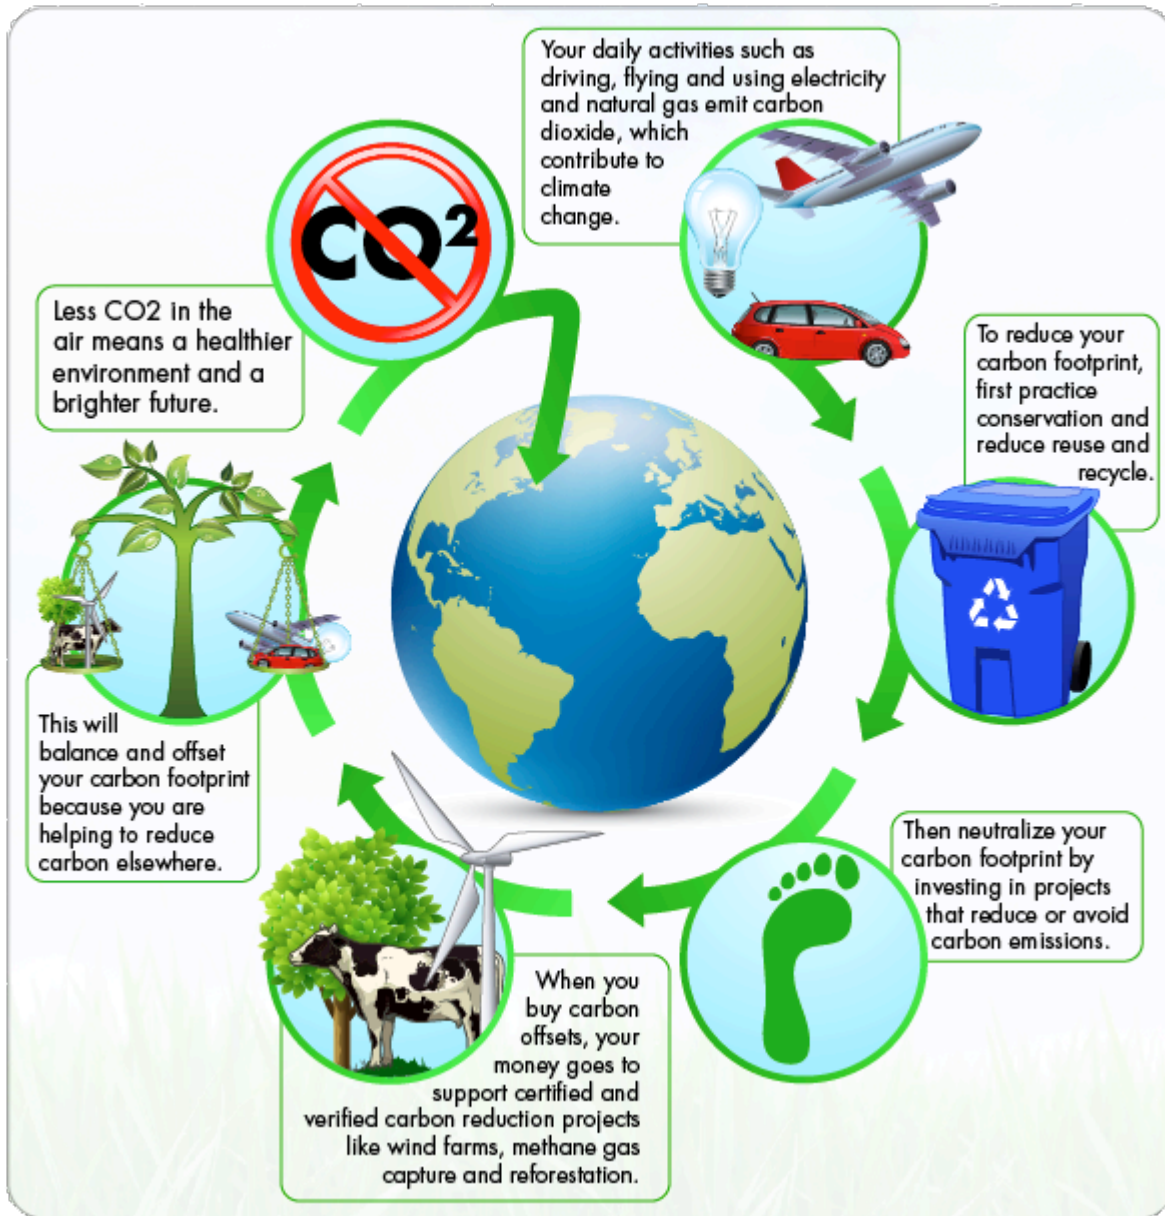 Your daily activities such as
driving, flying and using electricity
and natural gas emit carbon
dioxide, which
contribute to
climate
change.
To reduce your
carbon footprint,
first practice
conservation and
reduce reuse and
recycle.
Then neutralize your
carbon footprint by
investing in projects
that reduce or avoid
carbon emissions.
When you
buy carbon
offsets, your
money goes to
support certified and
verified carbon reduction projects
like wind farms, methane gas
capture and reforestation.
This will
balance and offset
your carbon footprint
because you are
helping to reduce
carbon elsewhere.
Less CO2 in the
air means a healthier
environment and a
brighter future.
CO²